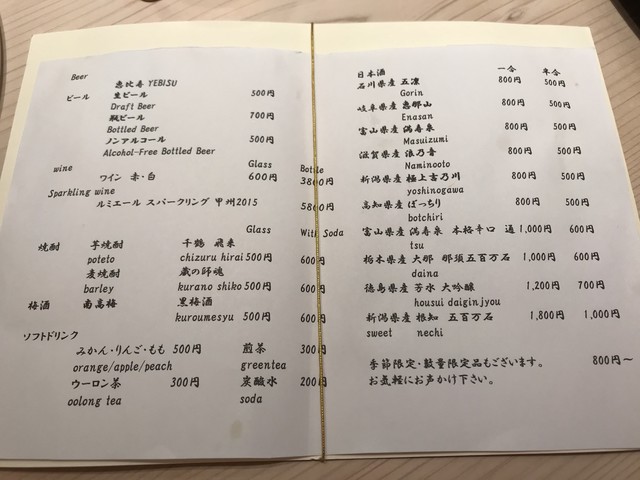 Beer
恵比寿 YEBISU
ビール 生ビール 500円
Draft Beer
瓶ビール 700円
Bottled Beer
ノンアルコール 500円
Alcohol-Free Bottled Beer
wine Glass Bottle
ワイン 赤・白 600円 3800円
Sparkling wine
ルミエール スパークリング 甲州2015 5800円
Glass With Soda
焼酎 芋焼酎 千鶴 飛来
poteto chizuru hirai 500円 600円
麦焼酎 蔵の師魂
barley kurano shiko 500円 600円
梅酒 南高梅 黒梅酒
kuroumesyu 500円 600円
ソフトドリンク
みかん・りんご・もも 500円 煎茶 300円
orange/apple/peach greentea
ウーロン茶 300円 炭酸水 200円
oolong tea soda
日本酒 一合 半合
石川県産 五凛 800円 500円
Gorin
岐阜県産 恵那山 800円 500円
Enasan
富山県産 満寿泉 800円 500円
Masuizumi
滋賀県産 浪乃音 800円 500円
Naminooto
新潟県産 極上吉乃川 800円 500円
yoshinogawa
高知県産 ばっちり 800円 500円
botchiri
富山県産 満寿泉 本格辛口 通 1,000円 600円
tsu
栃木県産 大那 那須五百万石 1,000円 600円
daina
徳島県産 芳水 大吟醸 1,200円 700円
housui daiginjyou
新潟県産 根知 五百万石 1,800円 1,000円
sweet nechi
季節限定・数量限定品もございます。 800円～
お気軽にお声かけ下さい。